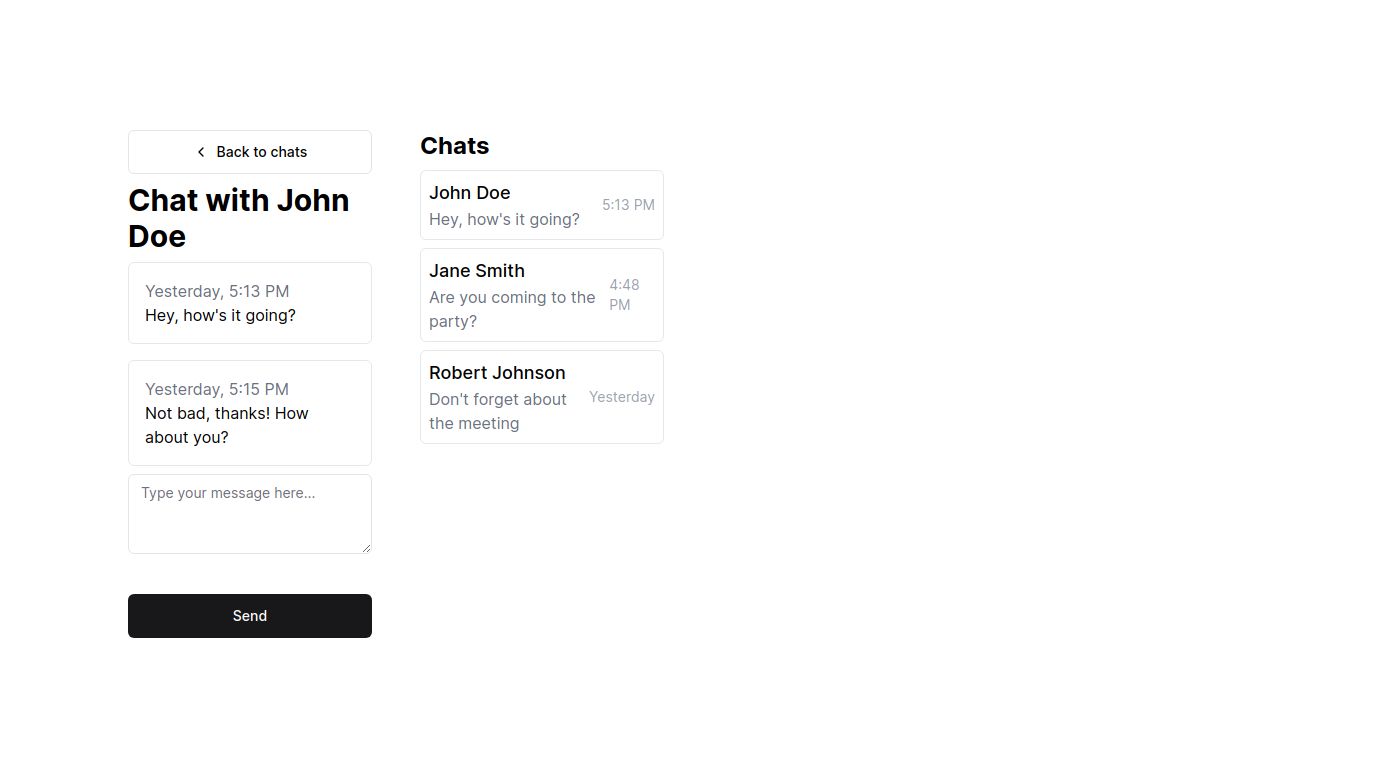 Back to chats
Chat with John
Doe
Yesterday, 5:13 PM
Hey, how's it going?
Yesterday, 5:15 PM
Not bad, thanks! How
about you?
Type your message here...
Send
Chats
John Doe
Hey, how's it going?
5:13 PM
Jane Smith
Are you coming to the
party?
4:48
PM
Robert Johnson
Don't forget about
the meeting
Yesterday